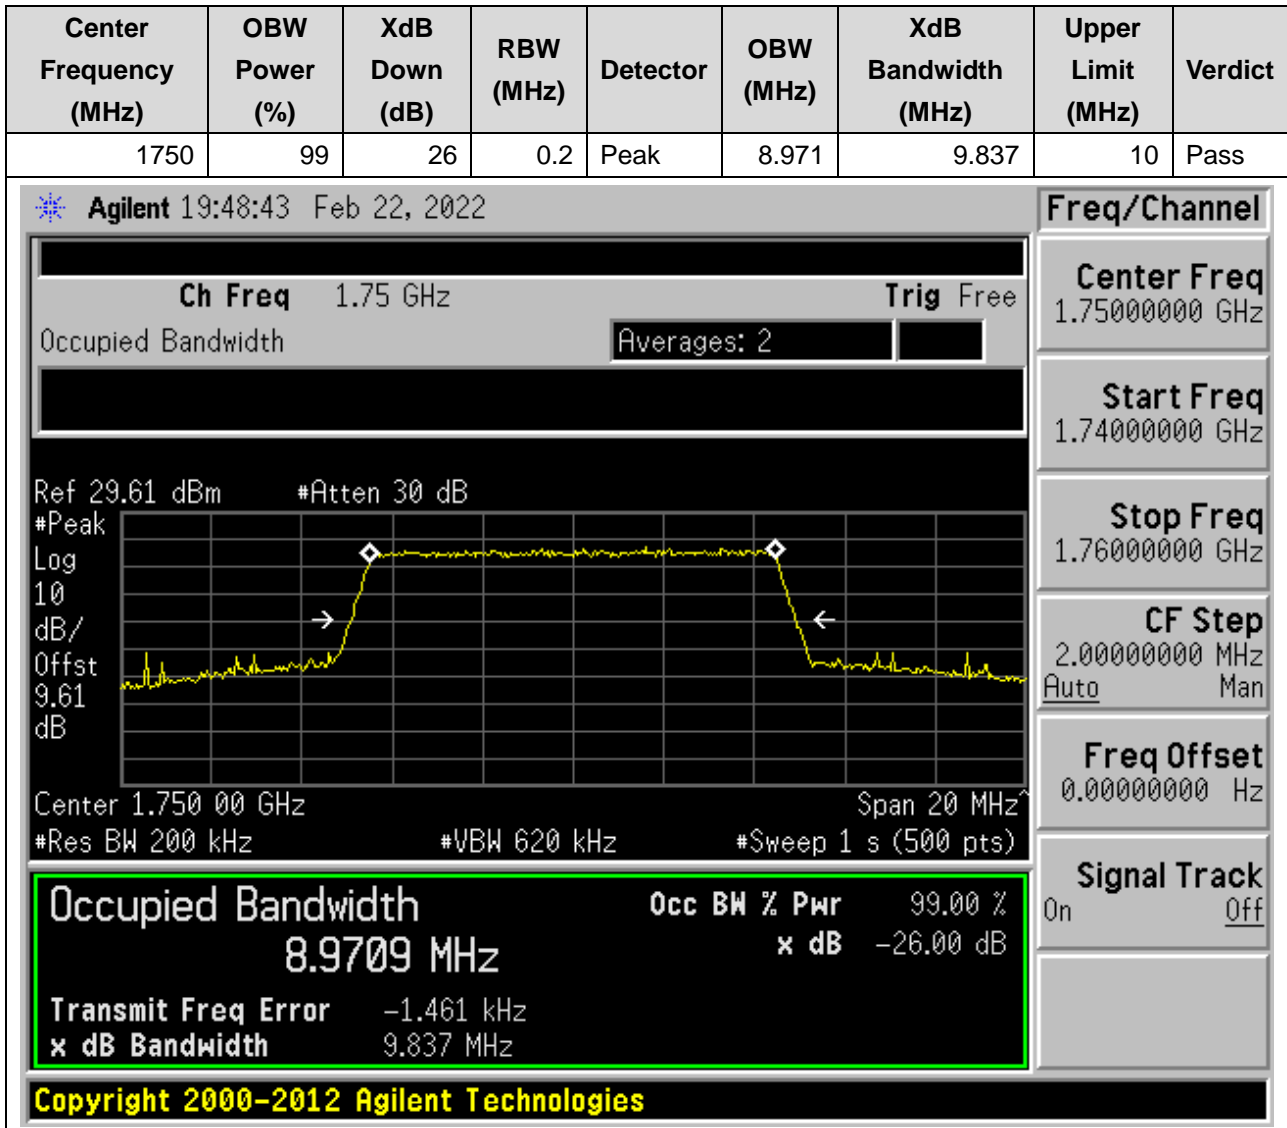 Center Frequency (MHz) OBW Power (%) XdB Down (dB) RBW (MHz) Detector OBW (MHz) XdB Bandwidth (MHz) Upper Limit (MHz) Verdict
1750 99 26 0.2 Peak 8.971 9.837 10 Pass
Agilent 19:48:43 Feb 22, 2022
Freq/Channel
Ch Freq 1.75 GHz Trig Free
Occupied Bandwidth Averages: 2
Ref 29.61 dBm #Atten 30 dB
#Peak
Log
10
dB/
Offst
9.61
dB
Center 1.750 00 GHz Span 20 MHz^
#Res BW 200 kHz #VBW 620 kHz #Sweep 1 s (500 pts)
Occupied Bandwidth Occ BW % Pwr 99.00 %
8.9709 MHz x dB -26.00 dB
Transmit Freq Error -1.461 kHz
x dB Bandwidth 9.837 MHz
Center Freq
1.75000000 GHz
Start Freq
1.74000000 GHz
Stop Freq
1.76000000 GHz
CF Step
2.00000000 MHz
Auto Man
Freq Offset
0.00000000 Hz
Signal Track
On Off
Copyright 2000-2012 Agilent Technologies